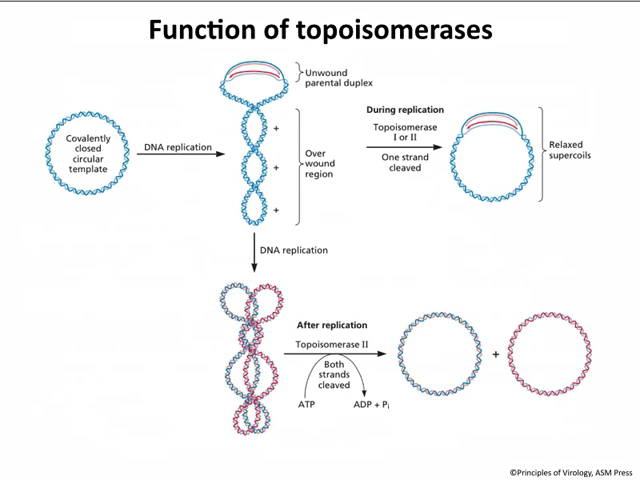 Function of topoisomerases
Unwound
parental duplex
Covalently
closed
circular
template
DNA replication
+
+
+
Over
wound
region
During replication
Topoisomerase
I or II
One strand
cleaved
Relaxed
supercoils
DNA replication
After replication
Topoisomerase II
Both
strands
cleaved
ATP
ADP + Pi
+
©Principles of Virology, ASM Press